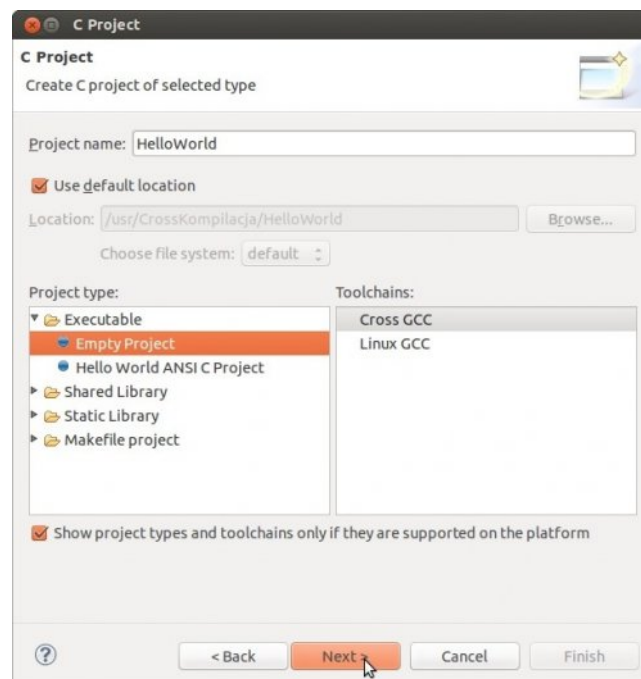 C Project
C Project
Create C project of selected type
Project name: HelloWorld
Use default location
Location: /usr/CrossKompilacja/HelloWorld Browse...
Choose file system: default
Project type: Toolchains:
Executable Cross GCC
Empty Project Linux GCC
Hello World ANSI C Project
Shared Library
Static Library
Makefile project
Show project types and toolchains only if they are supported on the platform
? < Back Next > Cancel Finish